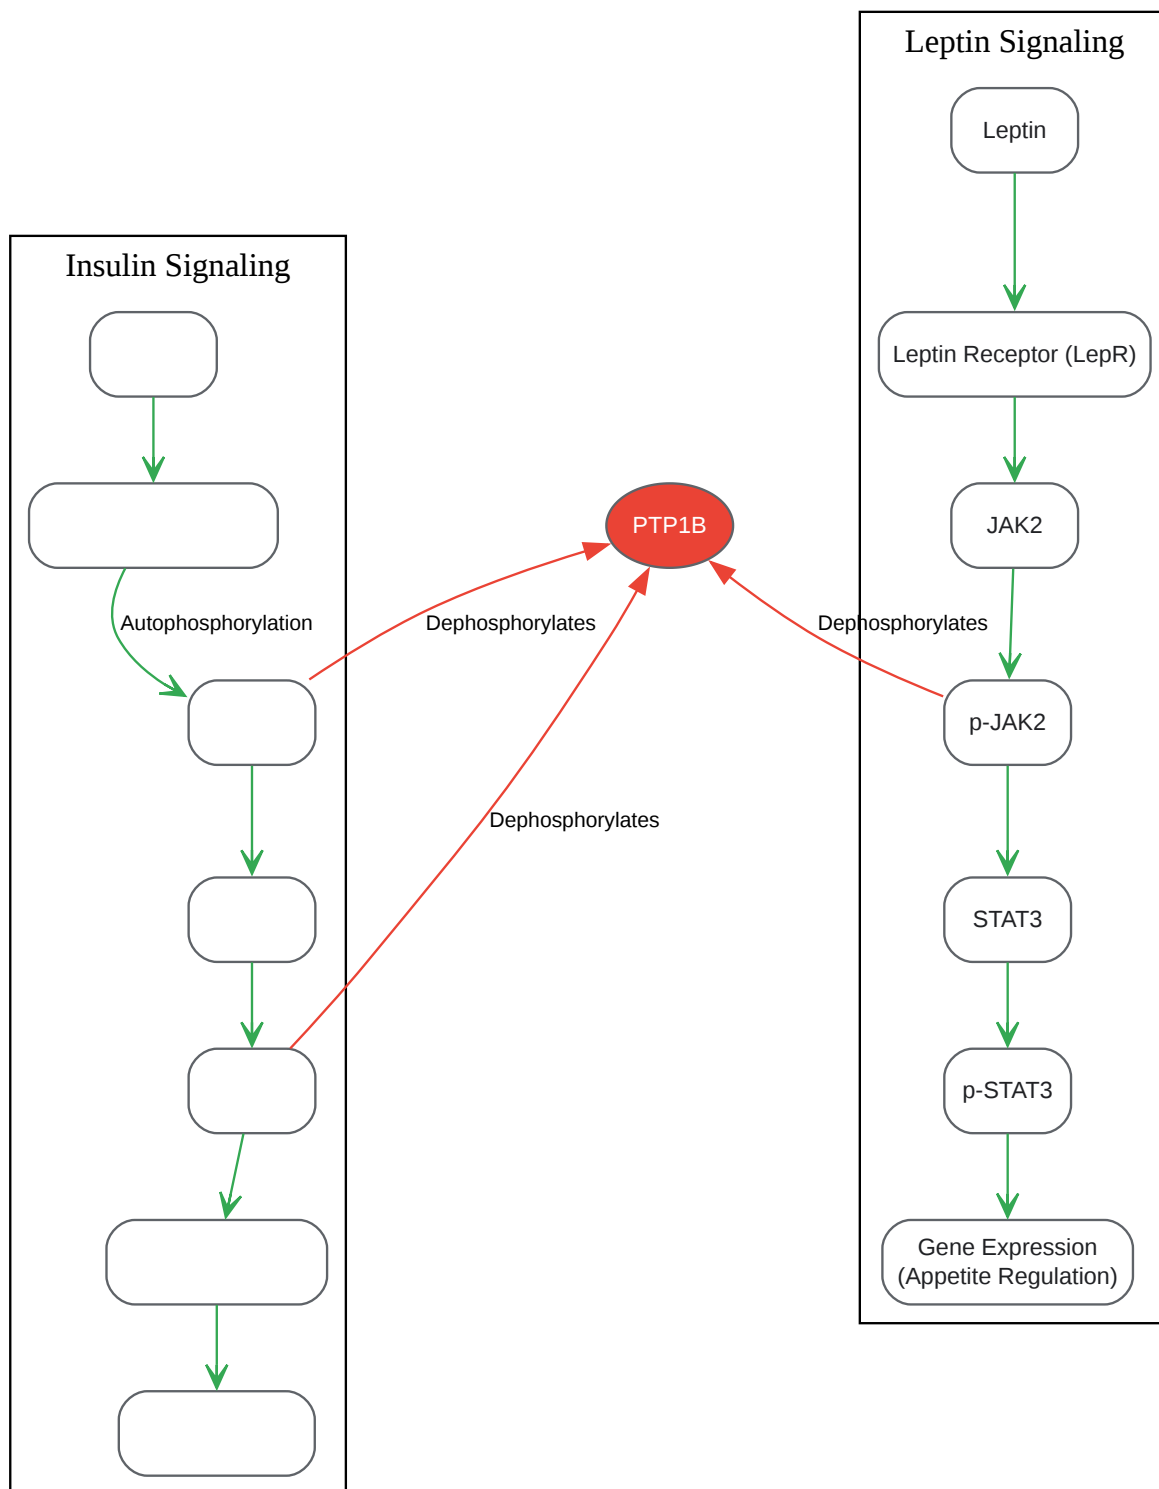 Leptin Signaling
Leptin
Insulin Signaling
Leptin Receptor (LepR)
PTP1B
JAK2
Autophosphorylation
Dephosphorylates
Dephosphorylates
p-JAK2
Dephosphorylates
STAT3
p-STAT3
Gene Expression
(Appetite Regulation)